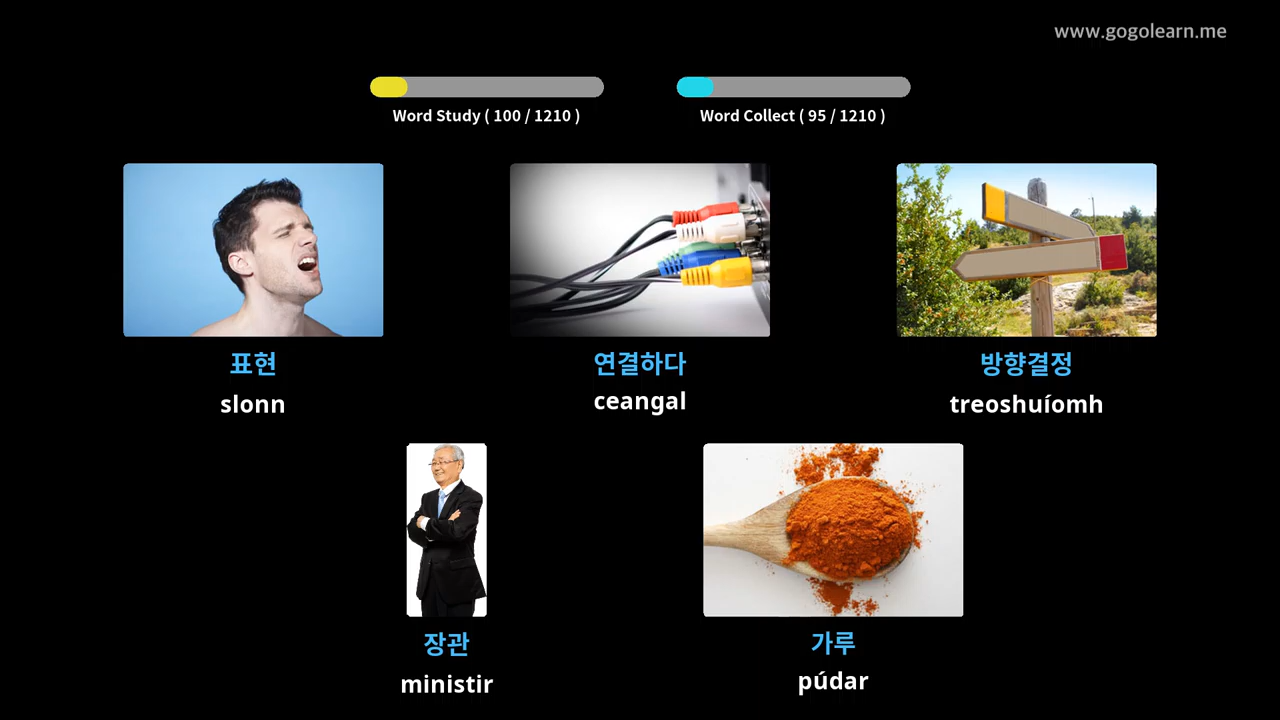 www.gogolearn.me
Word Study ( 100 / 1210 )
Word Collect ( 95 / 1210 )
표현
slonn
연결하다
ceangal
방향결정
treoshuíomh
장관
ministir
가루
púdar